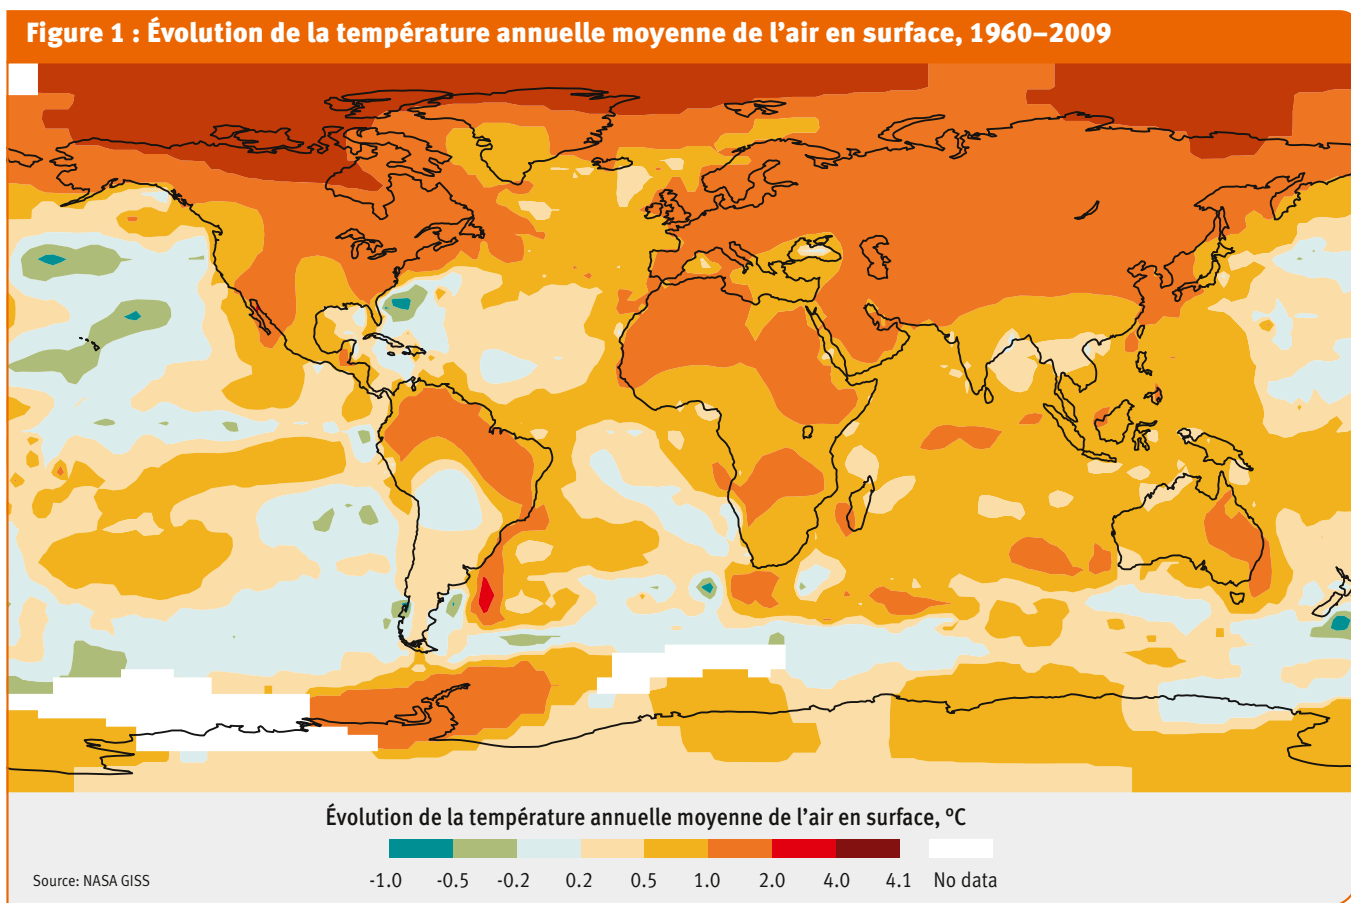 Figure 1 : Évolution de la température annuelle moyenne de l’air en surface, 1960–2009
Évolution de la température annuelle moyenne de l’air en surface, ºC
-1.0 -0.5 -0.2 0.2 0.5 1.0 2.0 4.0 4.1 No data
Source: NASA GISS